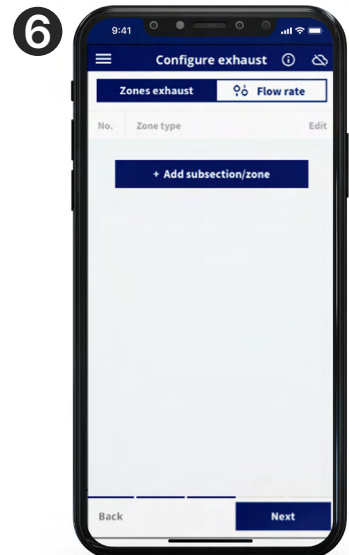 6
9:41
Configure exhaust
Zones exhaust Flow rate
No. Zone type Edit
+ Add subsection/zone
Back Next